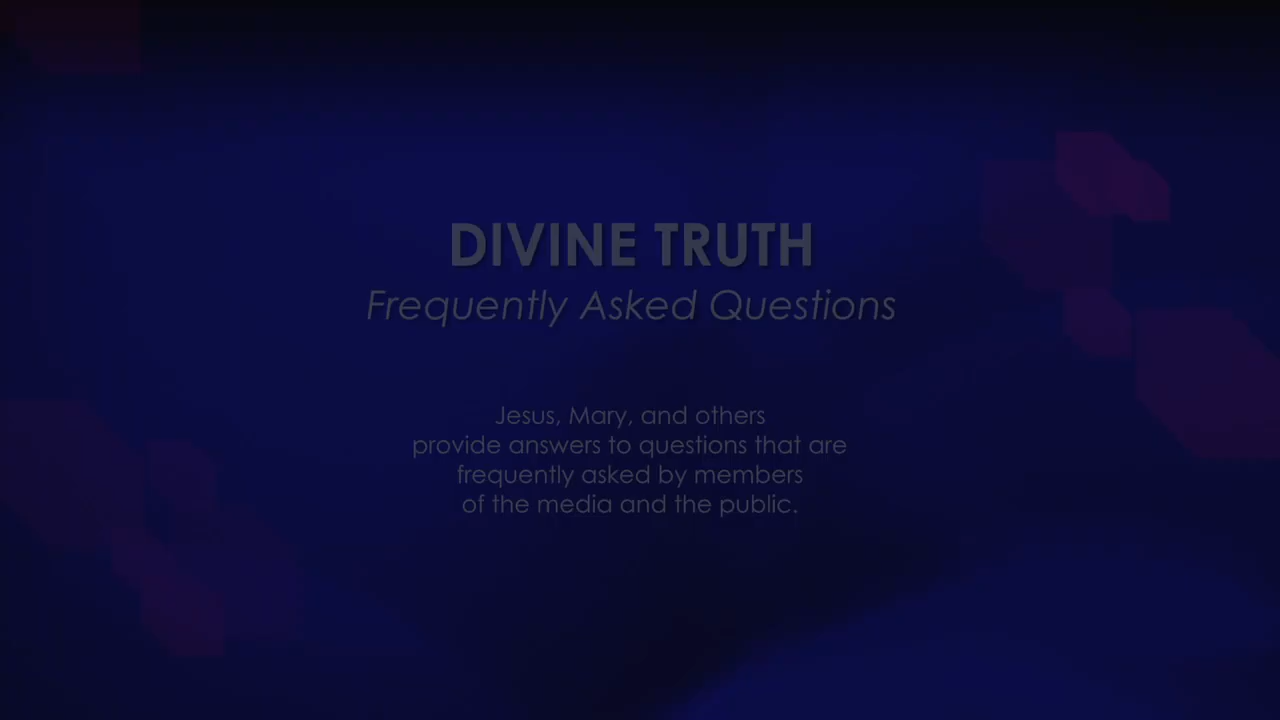 DIVINE TRUTH
Frequently Asked Questions
Jesus, Mary, and others
provide answers to questions that are
frequently asked by members
of the media and the public.